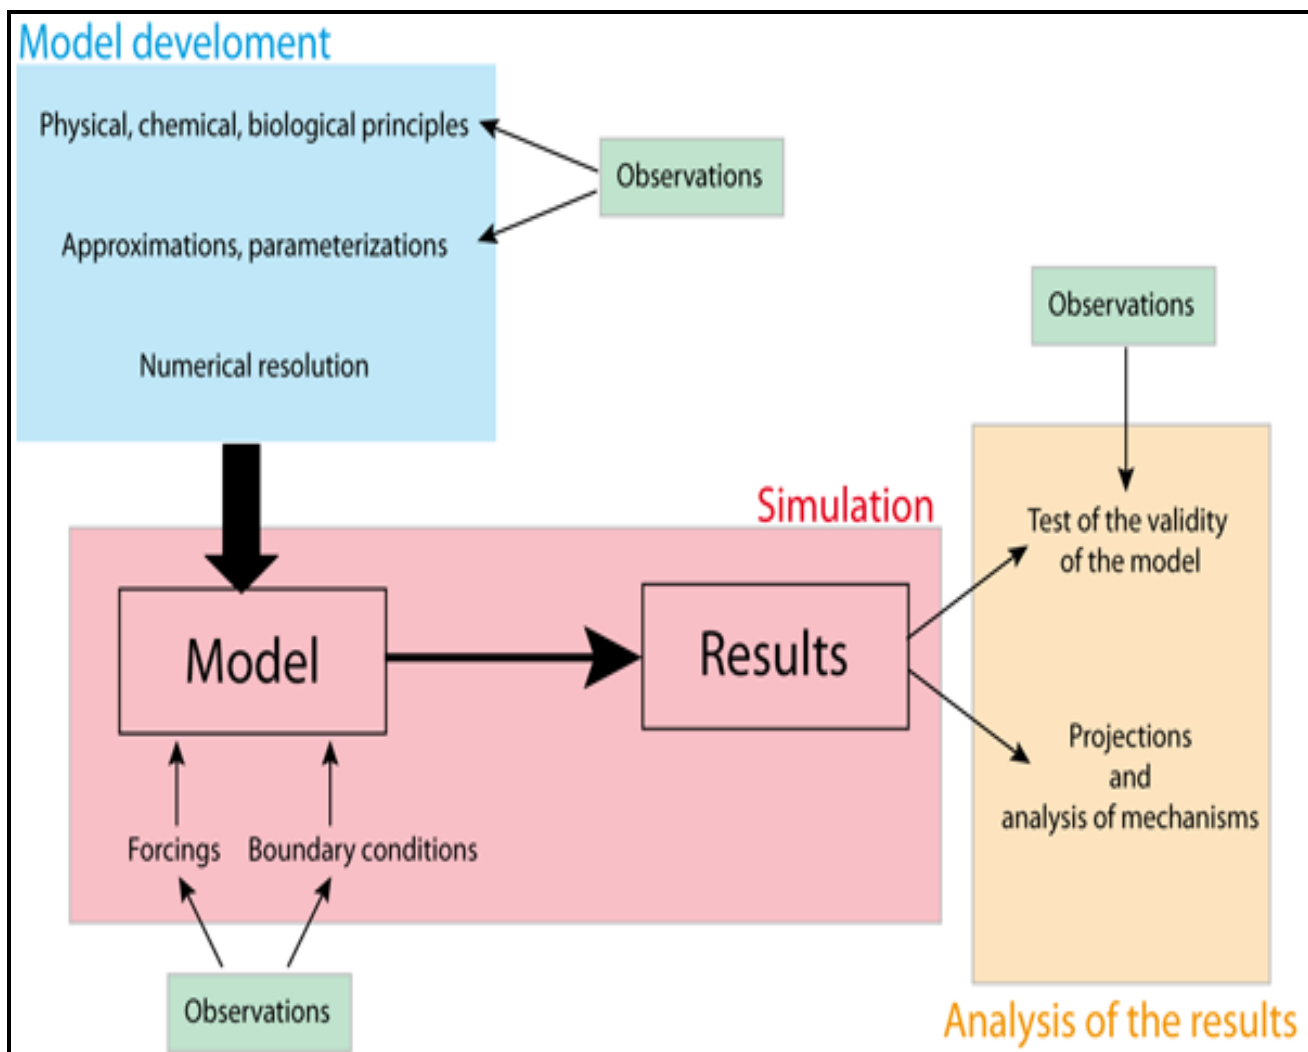 Model develoment
Physical, chemical, biological principles
Observations
Approximations, parameterizations
Numerical resolution
Observations
Simulation
Test of the validity
of the model
Model
Results
Projections
and
analysis of mechanisms
Forcings
Boundary conditions
Observations
Analysis of the results